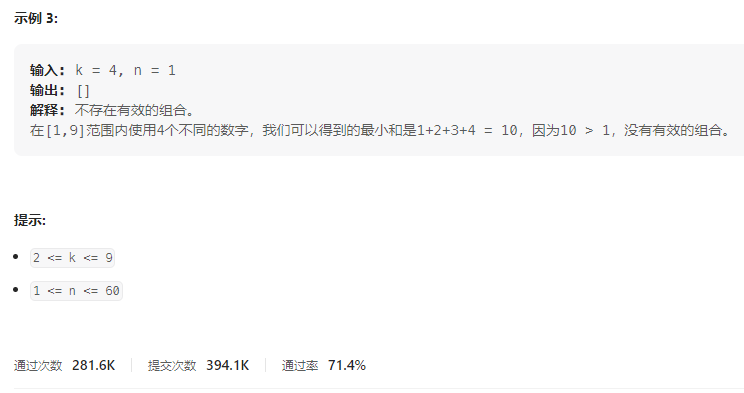 示例 3:
输入：k = 4, n = 1
输出：[]
解释：不存在有效的组合。
在[1,9]范围内使用4个不同的数字，我们可以得到的最小和是1+2+3+4 = 10，因为10 > 1，没有有效的组合。
提示:
• 2 <= k <= 9
• 1 <= n <= 60
通过次数 281.6K 提交次数 394.1K 通过率 71.4%